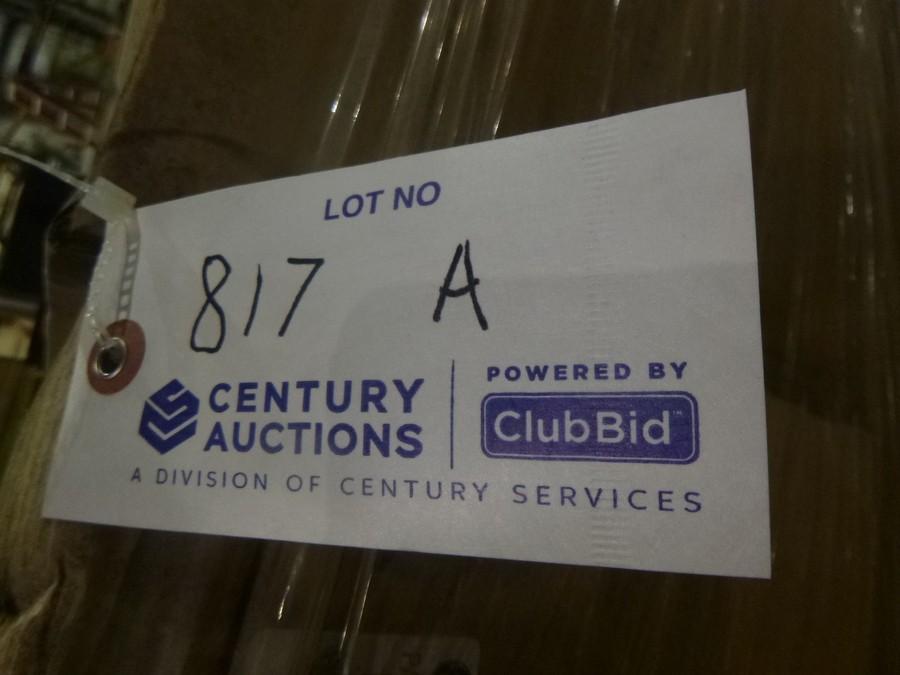 LOT NO
817 A
CENTURY AUCTIONS
POWERED BY
ClubBid™
A DIVISION OF CENTURY SERVICES